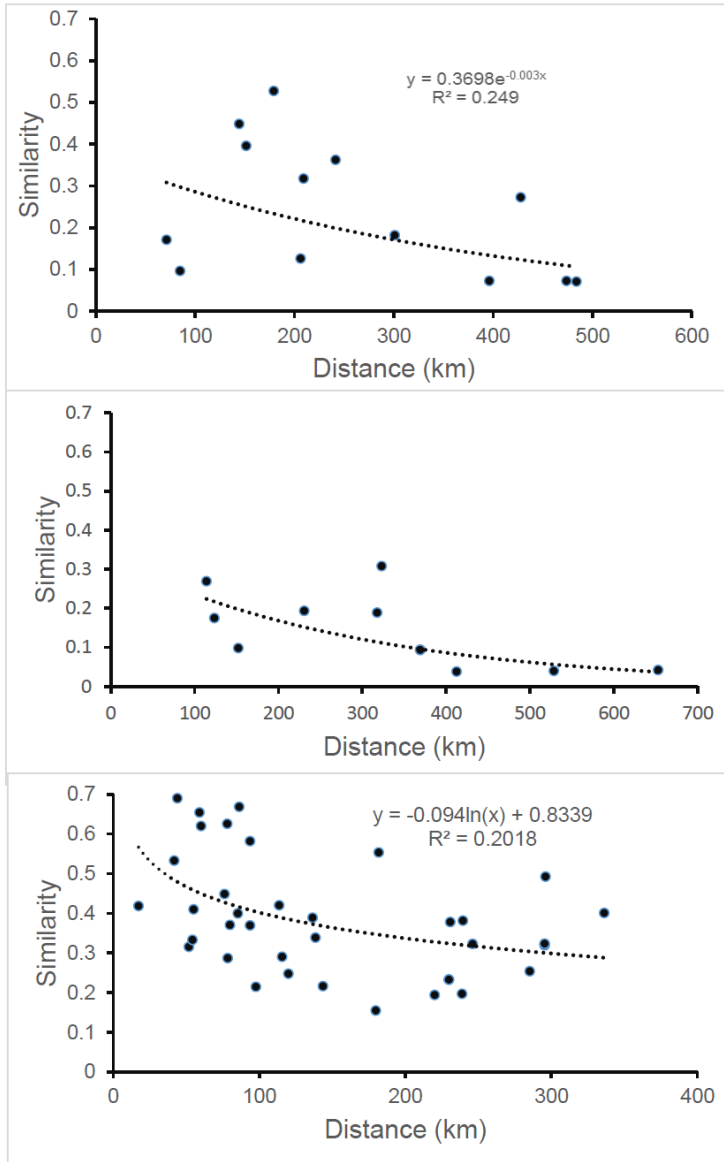 0.7
0.6
y = 0.3698e^-0.003x
R² = 0.249
0.5
0.4
0.3
0.2
0.1
0
0 100 200 300 400 500 600
Similarity
Distance (km)
0.7
0.6
0.5
0.4
0.3
0.2
0.1
0
0 100 200 300 400 500 600 700
Similarity
Distance (km)
0.7
y = -0.094ln(x) + 0.8339
R² = 0.2018
0.6
0.5
0.4
0.3
0.2
0.1
0
0 100 200 300 400
Similarity
Distance (km)